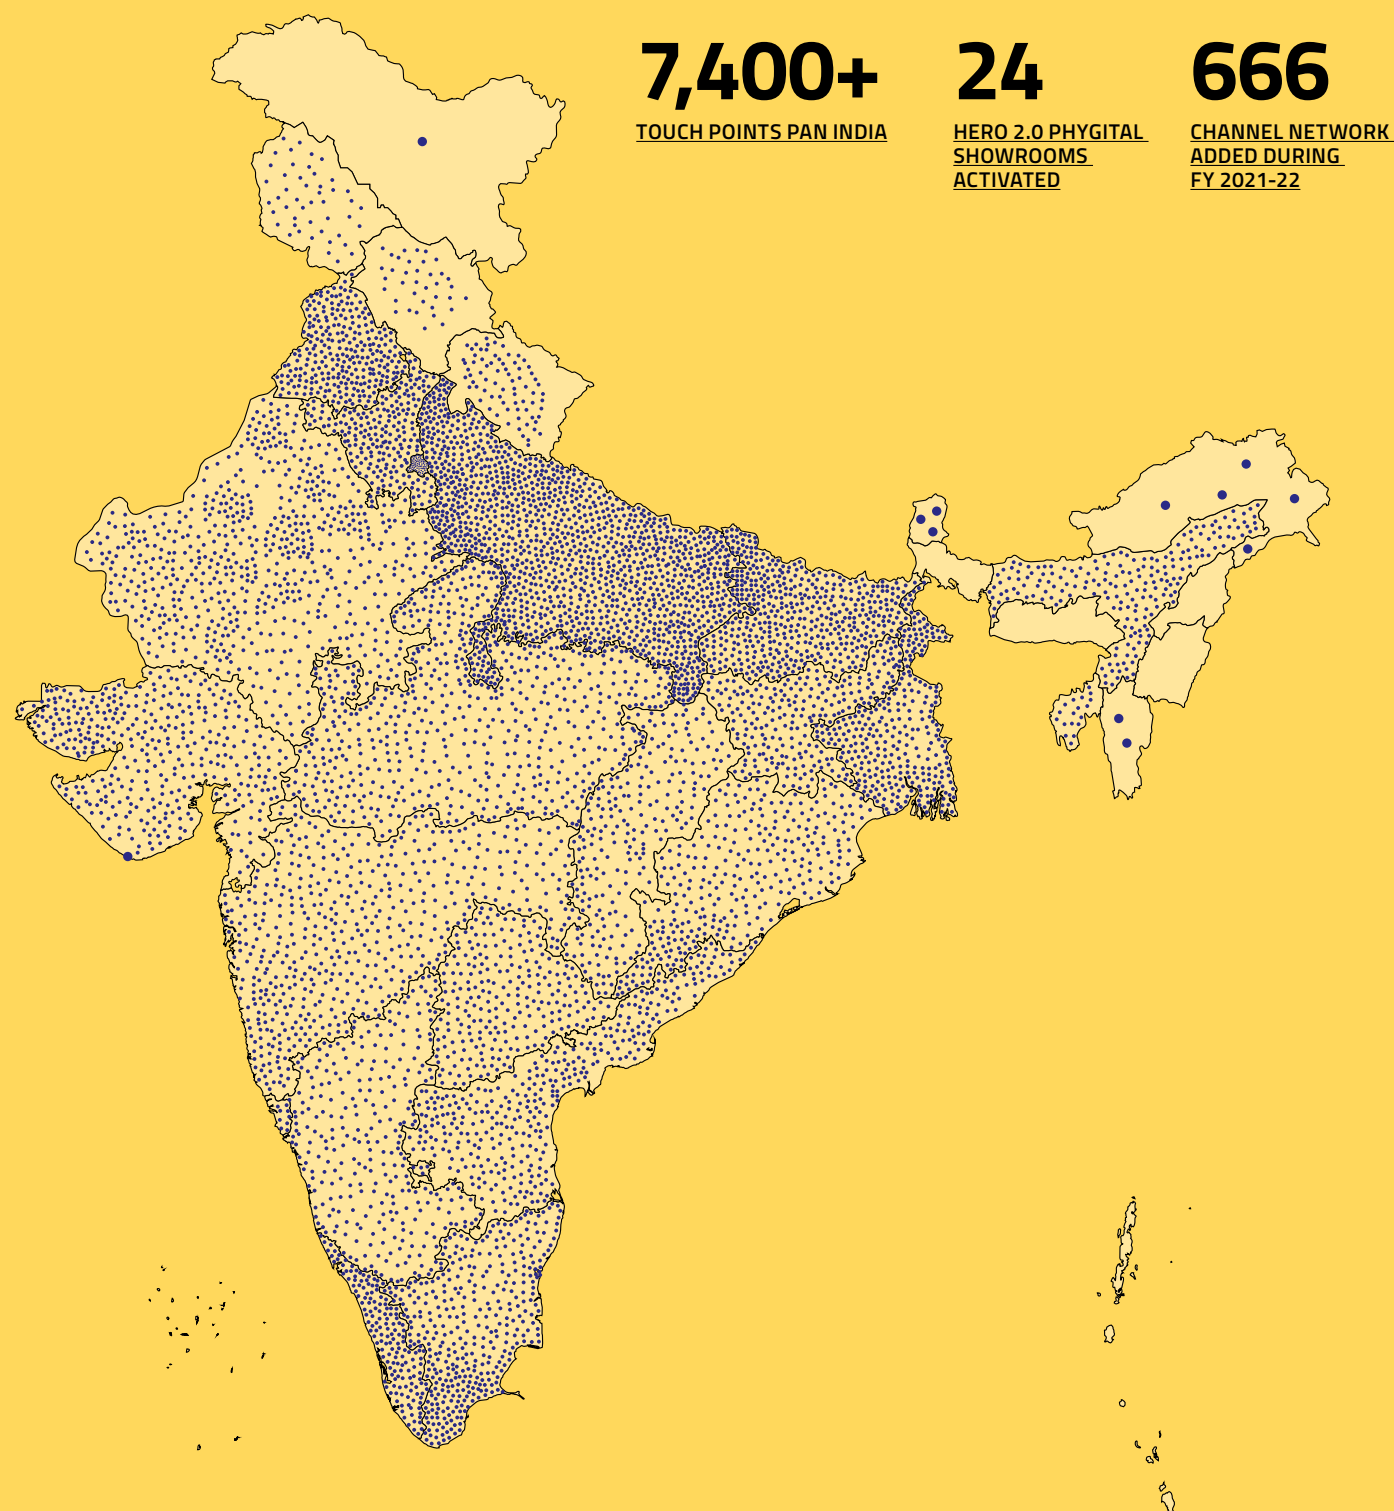 7,400+
TOUCH POINTS PAN INDIA
24
HERO 2.0 PHYGITAL
SHOWROOMS
ACTIVATED
666
CHANNEL NETWORK
ADDED DURING
FY 2021-22